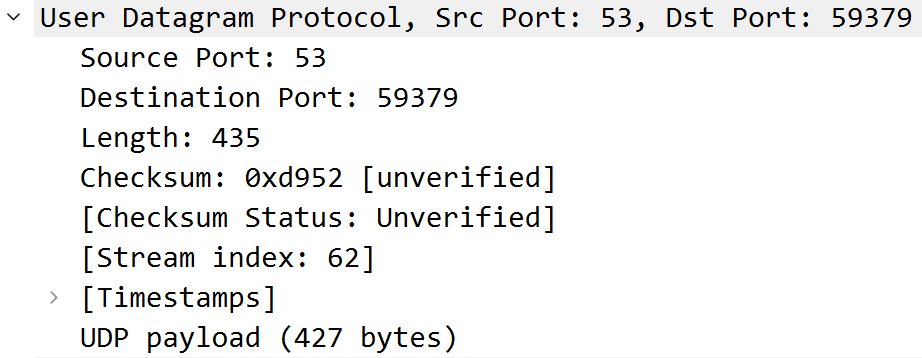 User Datagram Protocol, Src Port: 53, Dst Port: 59379
Source Port: 53
Destination Port: 59379
Length: 435
Checksum: 0xd952 [unverified]
[Checksum Status: Unverified]
[Stream index: 62]
[Timestamps]
UDP payload (427 bytes)